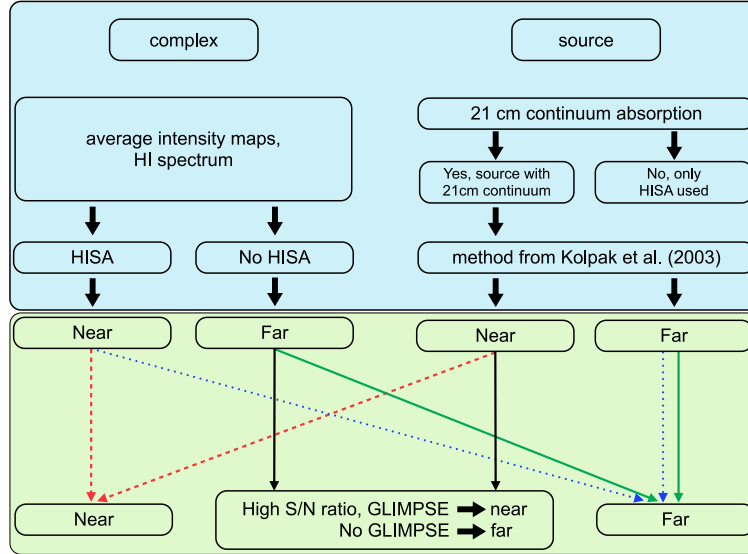 complex
source
average intensity maps,
HI spectrum
21 cm continuum absorption
Yes, source with
21cm continuum
No, only
HISA used
HISA
No HISA
method from Kolpak et al. (2003)
Near
Far
Near
Far
Near
High S/N ratio, GLIMPSE near
No GLIMPSE far
Far